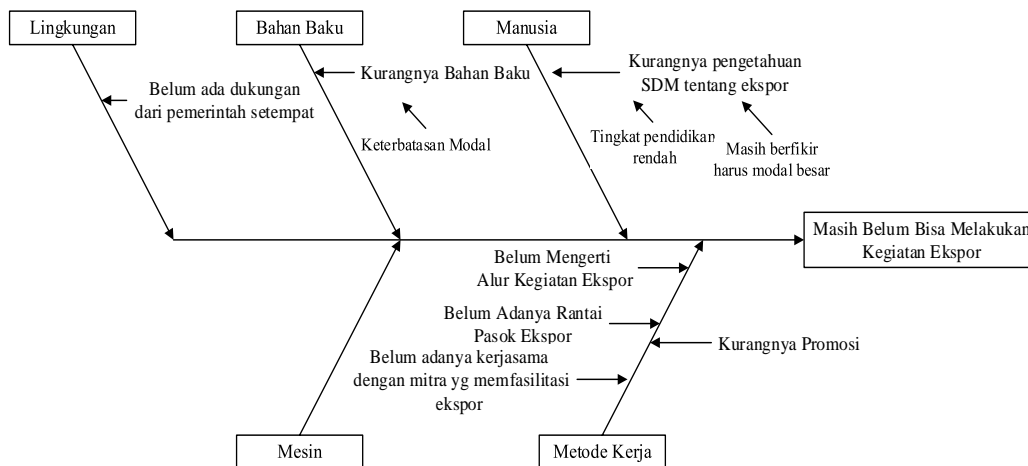 Lingkungan
Bahan Baku
Manusia
Belum ada dukungan
dari pemerintah setempat
Kurangnya Bahan Baku
Keterbatasan Modal
Kurangnya pengetahuan
SDM tentang ekspor
Tingkat pendidikan
rendah
Masih berfikir
harus modal besar
Masih Belum Bisa Melakukan
Kegiatan Ekspor
Belum Mengerti
Alur Kegiatan Ekspor
Belum Adanya Rantai
Pasok Ekspor
Kurangnya Promosi
Belum adanya kerjasama
dengan mitra yg memfasilitasi
ekspor
Mesin
Metode Kerja